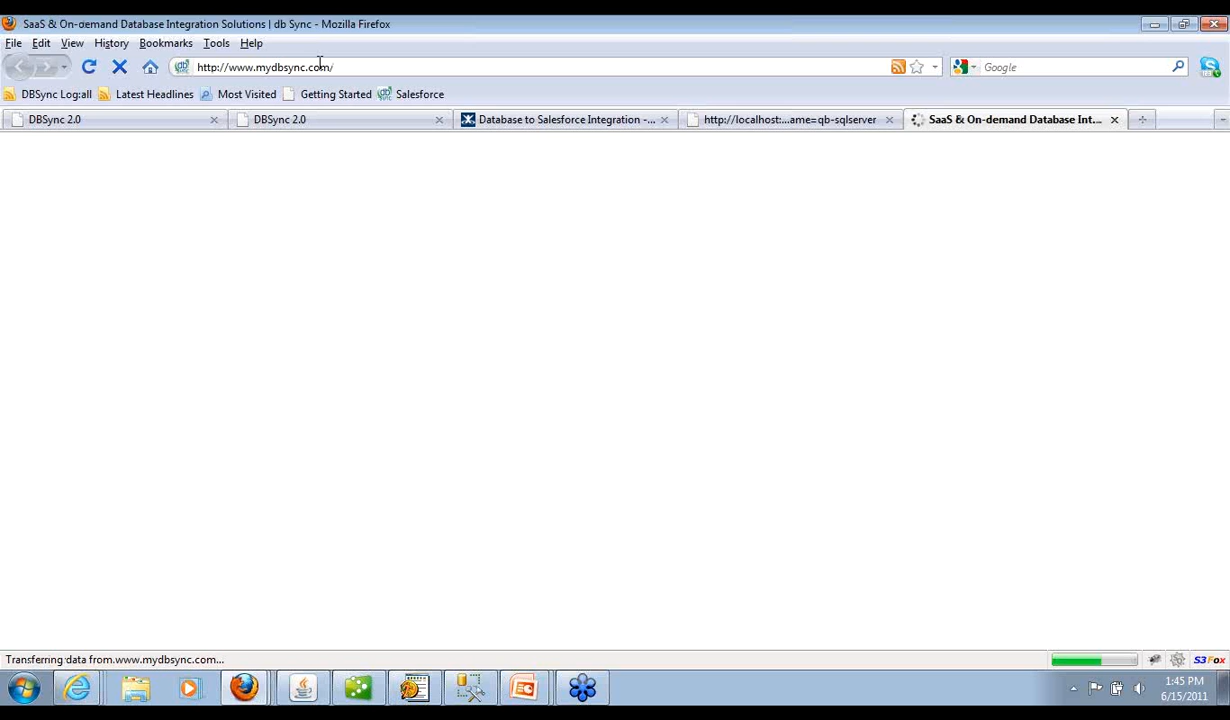 SaaS & On-demand Database Integration Solutions | db Sync - Mozilla Firefox
File Edit View History Bookmarks Tools Help
http://www.mydbsync.com/
Google
DBSync Log:all Latest Headlines Most Visited Getting Started Salesforce
DBSync 2.0 DBSync 2.0 Database to Salesforce Integration -... http://localhost:...ame=qb-sqlserver SaaS & On-demand Database Int...
Transferring data from www.mydbsync.com...
S3Fox
1:45 PM
6/15/2011